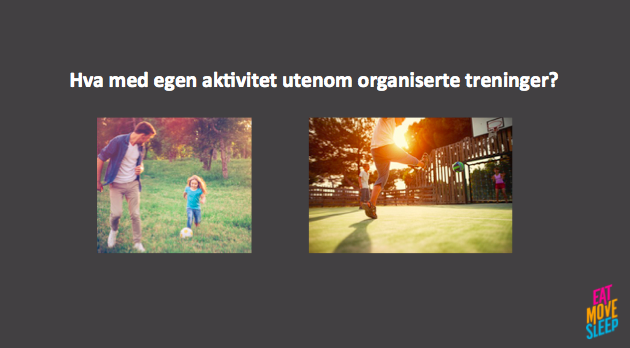 Hva med egen aktivitet utenom organiserte treninger?
EAT
MOVE
SLEEP